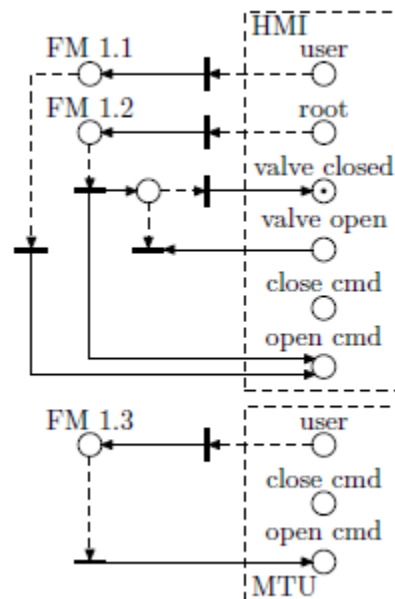 HMI
FM 1.1 user
FM 1.2 root
valve closed
valve open
close cmd
open cmd
FM 1.3 user
close cmd
open cmd
MTU